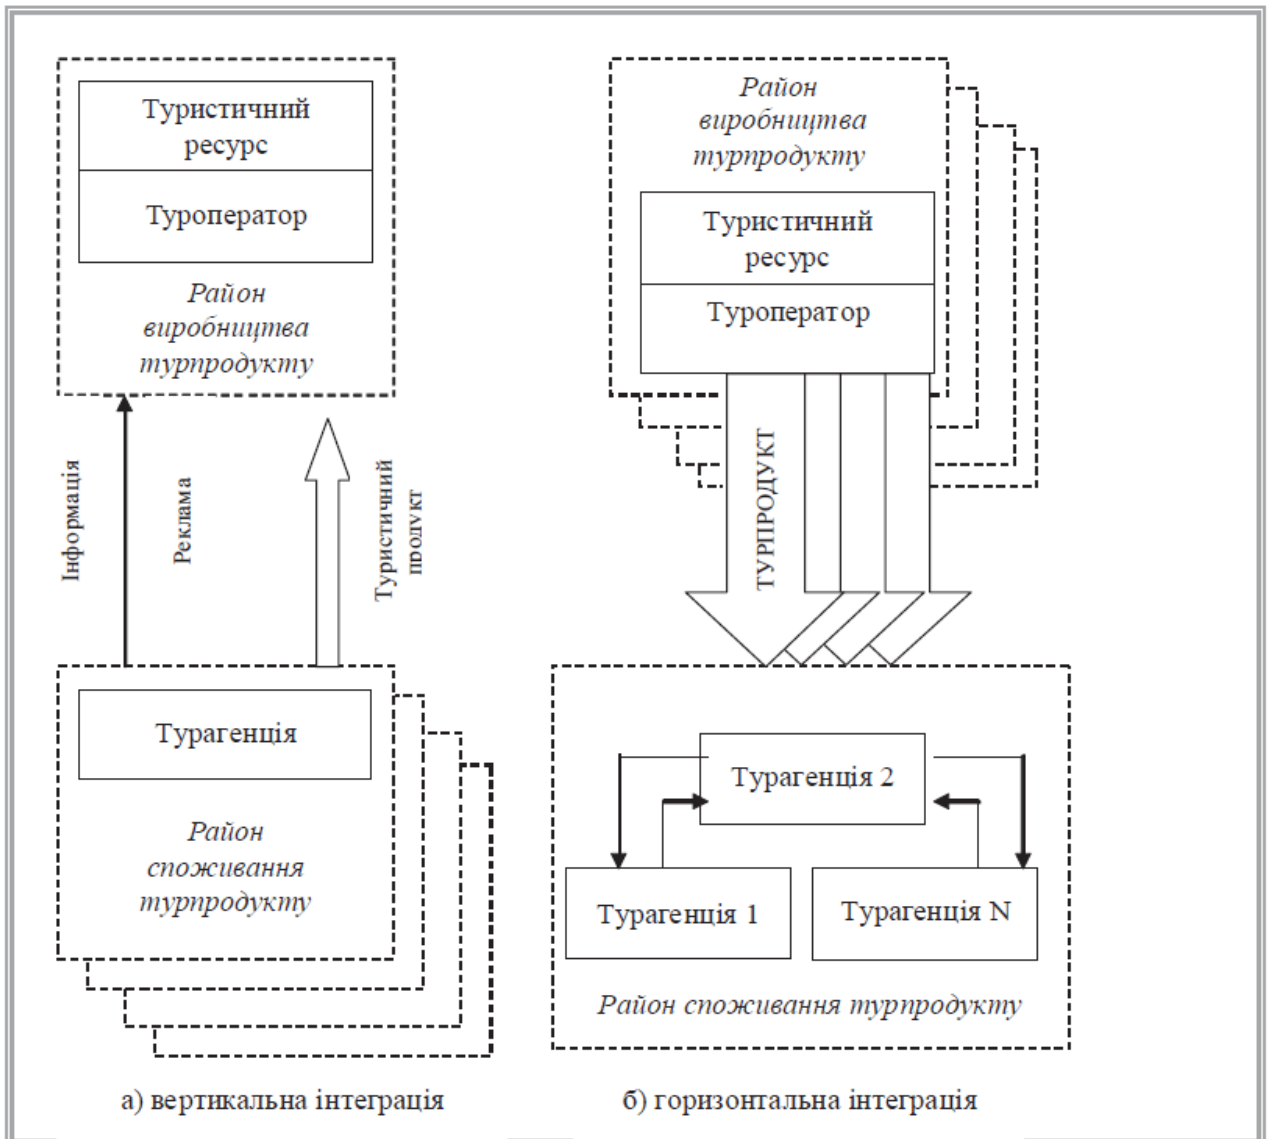 Туристичний
ресурс
Туроператор
Район
виробництва
турпродукту
Інформація
Реклама
Туристичний
продукт
Турагенція
Район
споживання
турпродукту
а) вертикальна інтеграція
Район
виробництва
турпродукту
Туристичний
ресурс
Туроператор
ТУРПРОДУКТ
Турагенція 2
Турагенція 1
Турагенція N
Район споживання турпродукту
б) горизонтальна інтеграція